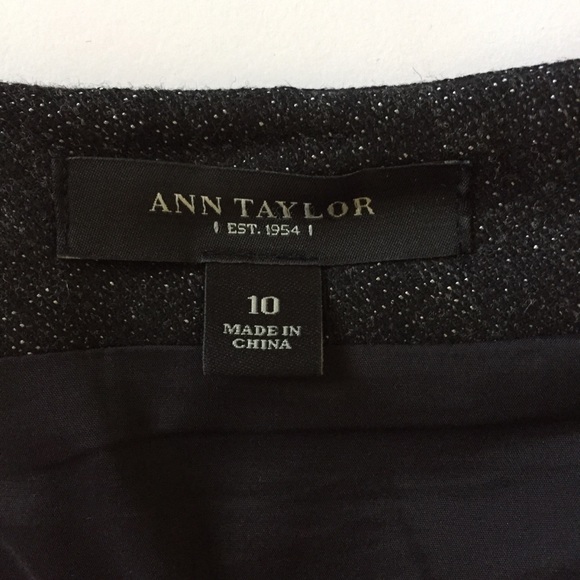 ANN TAYLOR
EST. 1954
10
MADE IN
CHINA